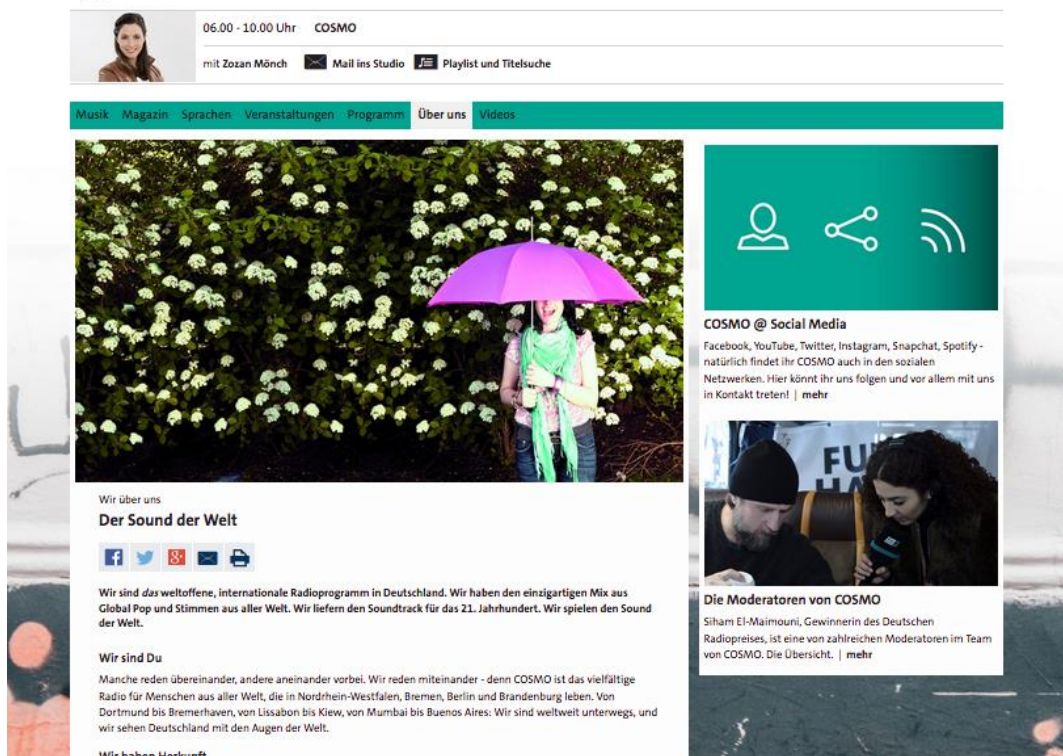 06.00 - 10.00 Uhr COSMO
mit Zozan Mönch Mail ins Studio Playlist und Titelsuche
Musik Magazin Sprachen Veranstaltungen Programm Über uns Videos
Wir über uns
Der Sound der Welt
Wir sind das weltoffene, internationale Radioprogramm in Deutschland. Wir haben den einzigartigen Mix aus
Global Pop und Stimmen aus aller Welt. Wir liefern den Soundtrack für das 21. Jahrhundert. Wir spielen den Sound
der Welt.
Wir sind Du
Manche reden übereinander, andere aneinander vorbei. Wir reden miteinander - denn COSMO ist das vielfältige
Radio für Menschen aus aller Welt, die in Nordrhein-Westfalen, Bremen, Berlin und Brandenburg leben. Von
Dortmund bis Bremerhaven, von Lissabon bis Kiew, von Mumbai bis Buenos Aires: Wir sind weltweit unterwegs, und
wir sehen Deutschland mit den Augen der Welt.
Wir haben Herkunft
COSMO @ Social Media
Facebook, YouTube, Twitter, Instagram, Snapchat, Spotify -
natürlich findet ihr COSMO auch in den sozialen
Netzwerken. Hier könnt ihr uns folgen und vor allem mit uns
in Kontakt treten! | mehr
FU
HA
Die Moderatoren von COSMO
Siham El-Maimouni, Gewinnerin des Deutschen
Radiopreises, ist eine von zahlreichen Moderatoren im Team
von COSMO. Die Übersicht. | mehr